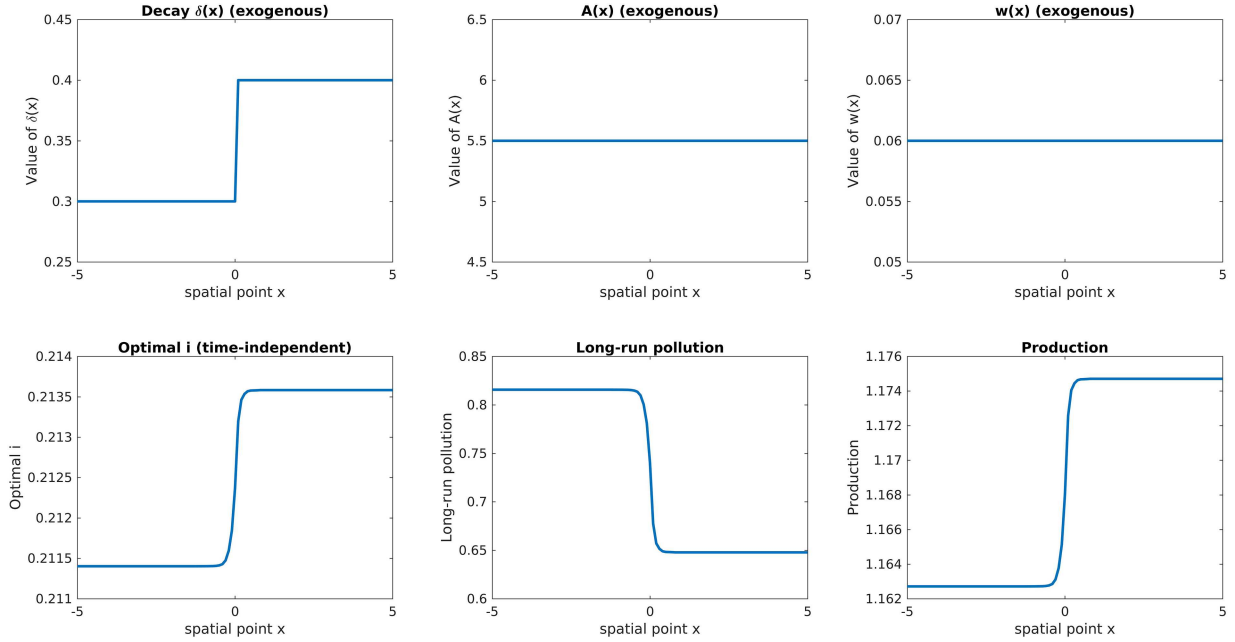 Decay δ(x) (exogenous)
0.45
0.4
0.35
0.3
0.25
Value of δ(x)
-5 0 5
spatial point x
A(x) (exogenous)
6.5
6
5.5
5
4.5
Value of A(x)
-5 0 5
spatial point x
w(x) (exogenous)
0.07
0.065
0.06
0.055
0.05
Value of w(x)
-5 0 5
spatial point x
Optimal i (time-independent)
0.214
0.2135
0.213
0.2125
0.212
0.2115
0.211
Optimal i
-5 0 5
spatial point x
Long-run pollution
0.85
0.8
0.75
0.7
0.65
0.6
Long-run pollution
-5 0 5
spatial point x
Production
1.176
1.174
1.172
1.17
1.168
1.166
1.164
1.162
Production
-5 0 5
spatial point x